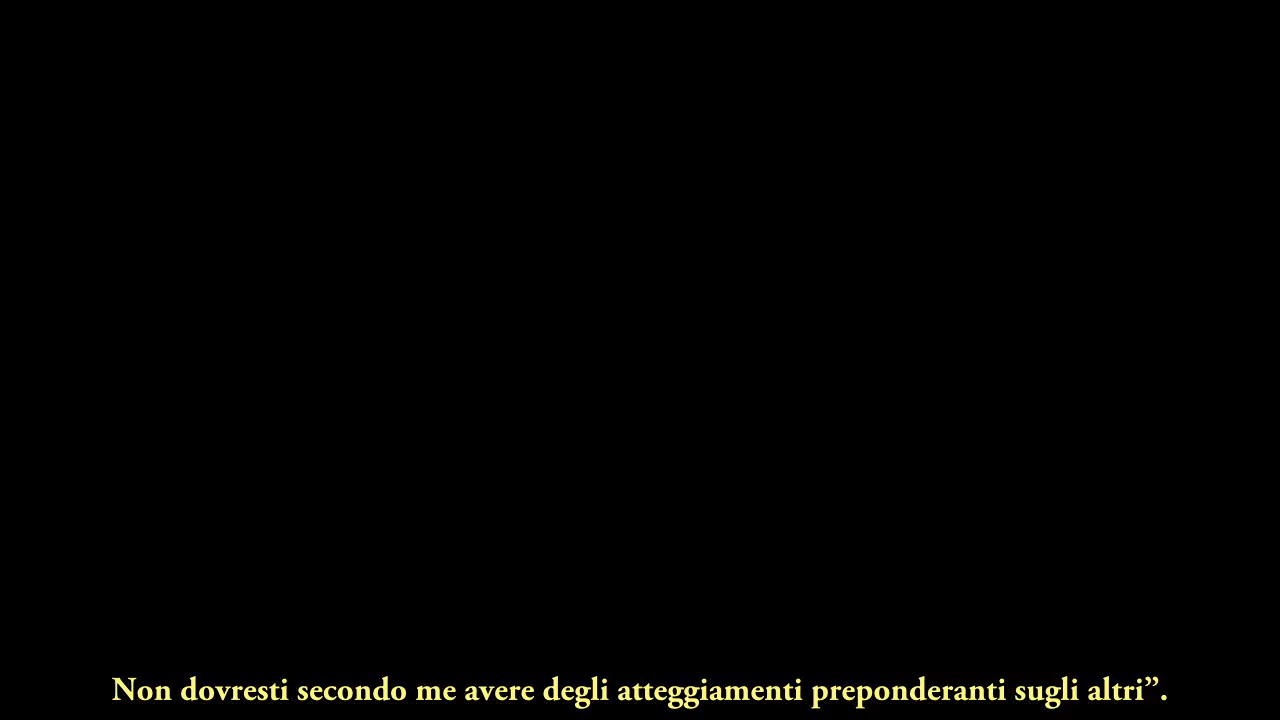 Non dovresti secondo me avere degli atteggiamenti preponderanti sugli altri”.